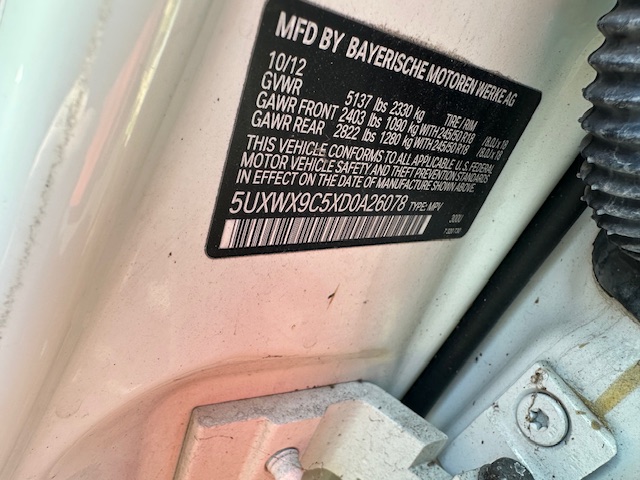 MFD BY BAYERISCHE MOTOREN WERKE AG
10/12
GVWR 5137 lbs 2330 kg TIRE / RIM
GAWR FRONT 2403 lbs 1090 kg WITH 245/50 R18
GAWR REAR 2822 lbs 1280 kg WITH 245/50 R18
THIS VEHICLE CONFORMS TO ALL APPLICABLE U.S. FEDERAL
MOTOR VEHICLE SAFETY AND THEFT PREVENTION STANDARDS
IN EFFECT ON THE DATE OF MANUFACTURE SHOWN ABOVE.
5UXWX9C5XD0A26078 TYPE: MPV